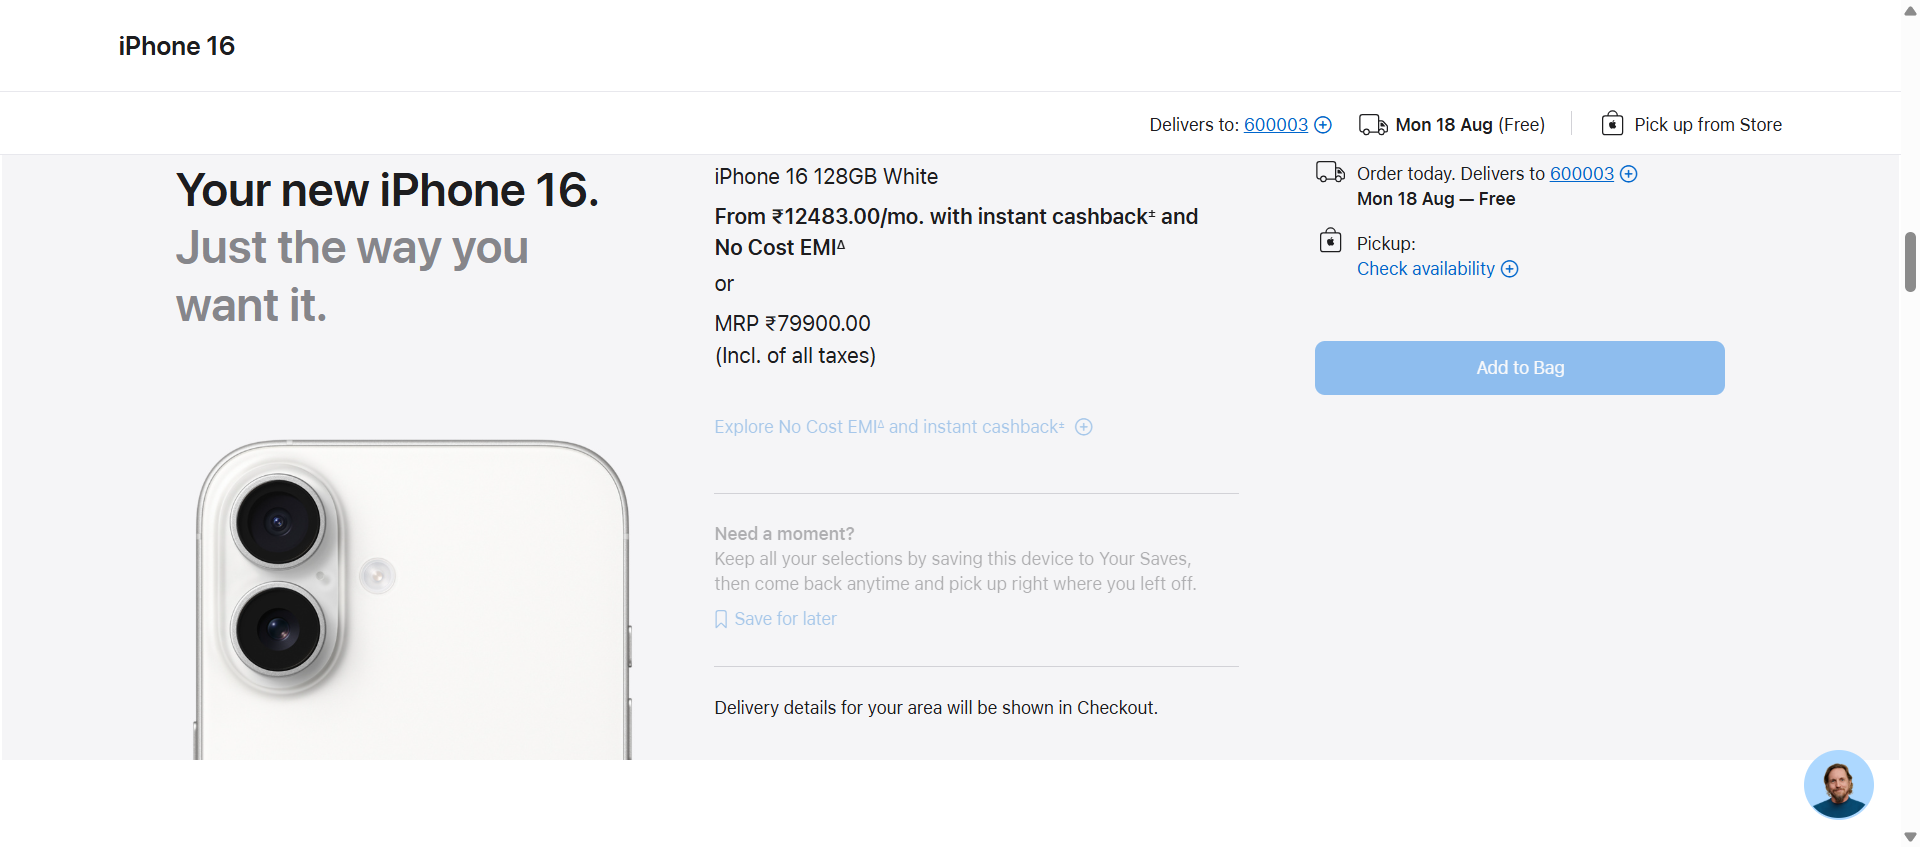 iPhone 16
Delivers to: 600003
Mon 18 Aug (Free)
Pick up from Store
Your new iPhone 16.
Just the way you
want it.
iPhone 16 128GB White
From ₹12483.00/mo. with instant cashback± and
No Cost EMI∆
or
MRP ₹79900.00
(Incl. of all taxes)
Explore No Cost EMI∆ and instant cashback±
Need a moment?
Keep all your selections by saving this device to Your Saves,
then come back anytime and pick up right where you left off.
Save for later
Delivery details for your area will be shown in Checkout.
Order today. Delivers to 600003
Mon 18 Aug — Free
Pickup:
Check availability
Add to Bag